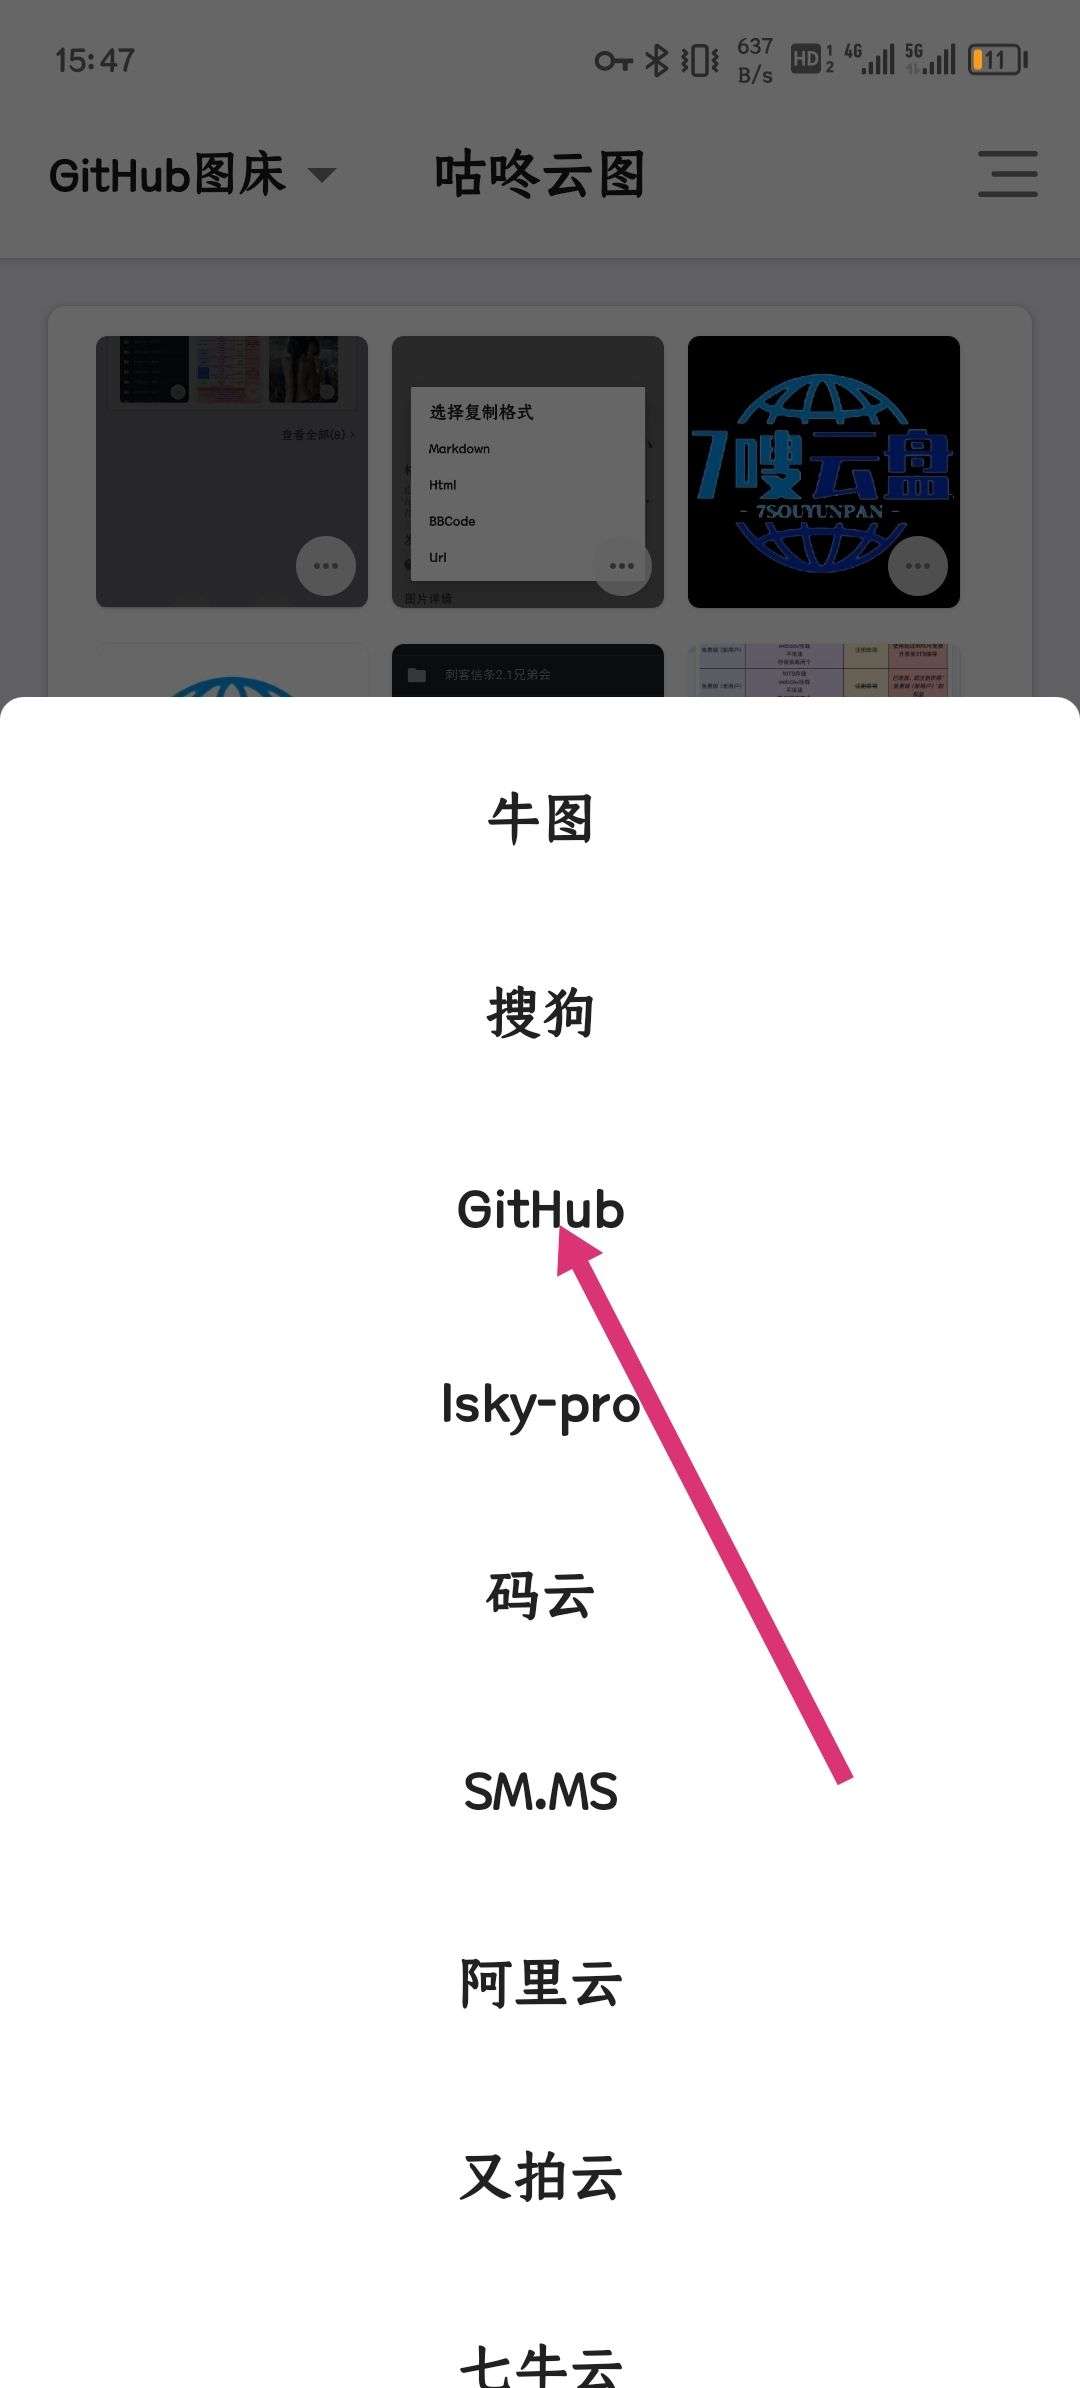 15:47
637
B/s
HD 1
2
4G
5G
11
GitHub图床
咕咚云图
查看全部(8) >
选择复制格式
Markdown
Html
BBCode
Url
图片详情
7嗖云盘
- 7SOUYUNPAN -
刺客信条2.1兄弟会
牛图
搜狗
GitHub
lsky-pro
码云
SM.MS
阿里云
又拍云
七牛云